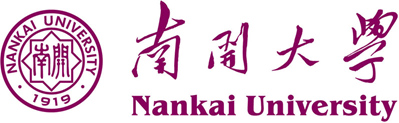 NANKAI UNIVERSITY
南開
· 1919 ·
南開大學
Nankai University